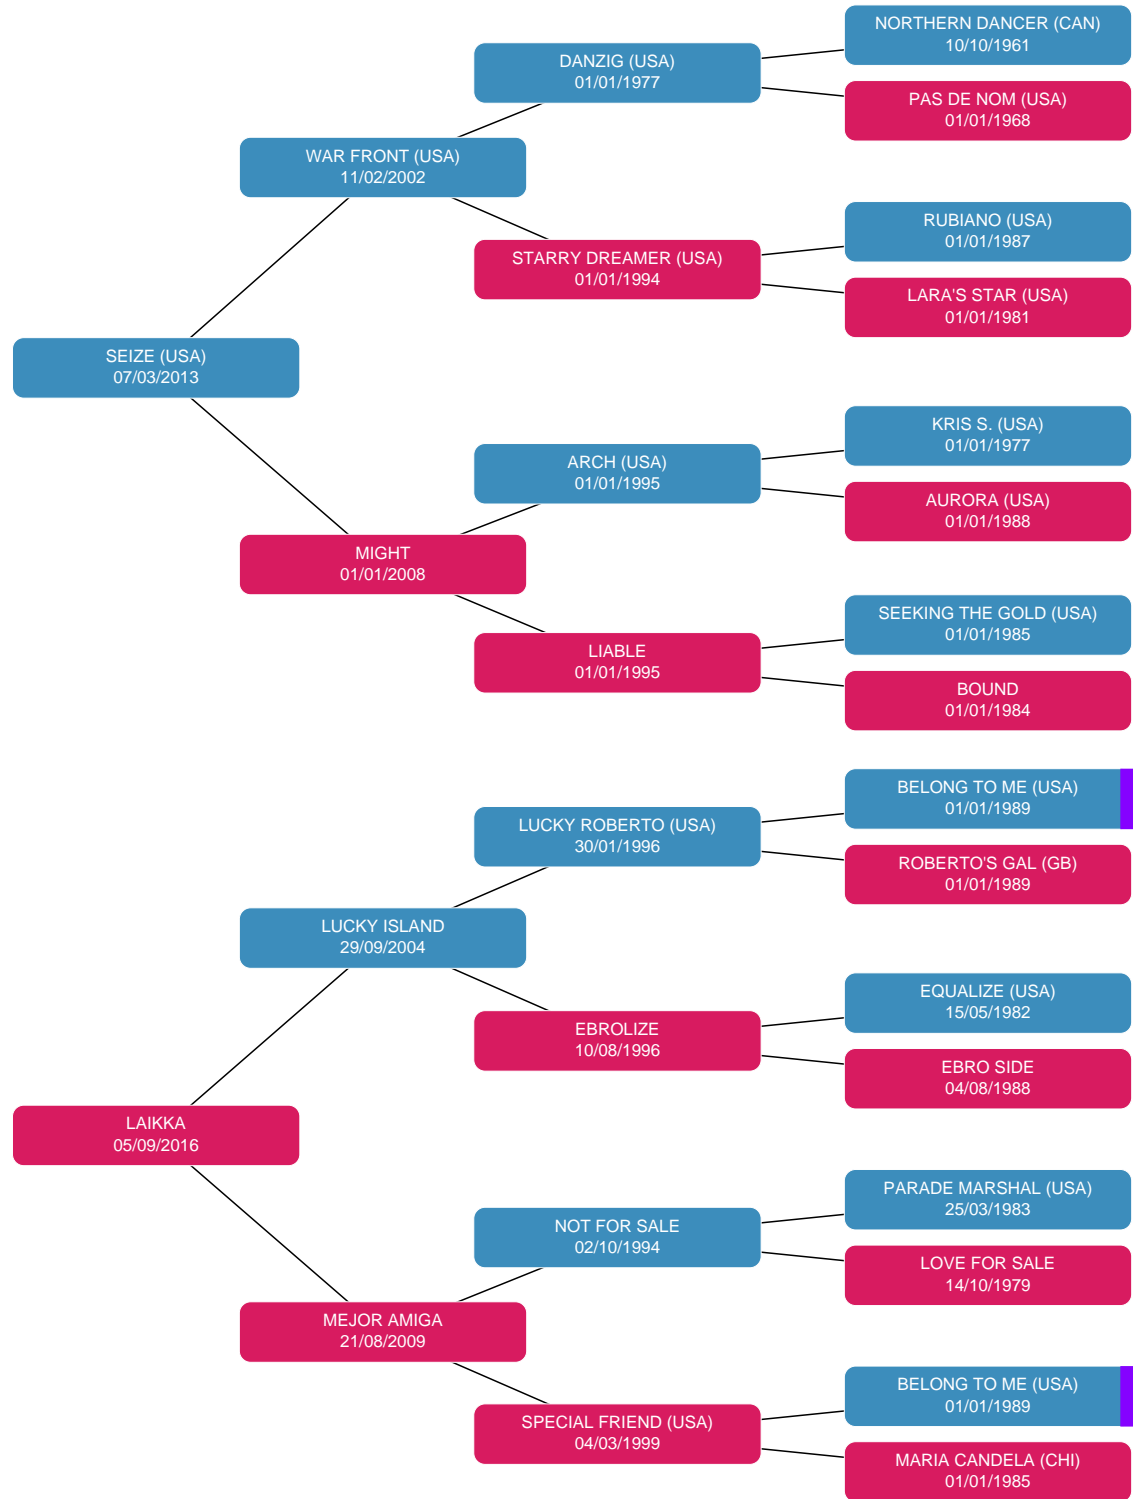 NORTHERN DANCER (CAN)
10/10/1961
DANZIG (USA)
01/01/1977
PAS DE NOM (USA)
01/01/1968
WAR FRONT (USA)
11/02/2002
RUBIANO (USA)
01/01/1987
STARRY DREAMER (USA)
01/01/1994
LARA'S STAR (USA)
01/01/1981
SEIZE (USA)
07/03/2013
KRIS S. (USA)
01/01/1977
ARCH (USA)
01/01/1995
AURORA (USA)
01/01/1988
MIGHT
01/01/2008
SEEKING THE GOLD (USA)
01/01/1985
LIABLE
01/01/1995
BOUND
01/01/1984
BELONG TO ME (USA)
01/01/1989
LUCKY ROBERTO (USA)
30/01/1996
ROBERTO'S GAL (GB)
01/01/1989
LUCKY ISLAND
29/09/2004
EQUALIZE (USA)
15/05/1982
EBROLIZE
10/08/1996
EBRO SIDE
04/08/1988
LAIKKA
05/09/2016
PARADE MARSHAL (USA)
25/03/1983
NOT FOR SALE
02/10/1994
LOVE FOR SALE
14/10/1979
MEJOR AMIGA
21/08/2009
BELONG TO ME (USA)
01/01/1989
SPECIAL FRIEND (USA)
04/03/1999
MARIA CANDELA (CHI)
01/01/1985